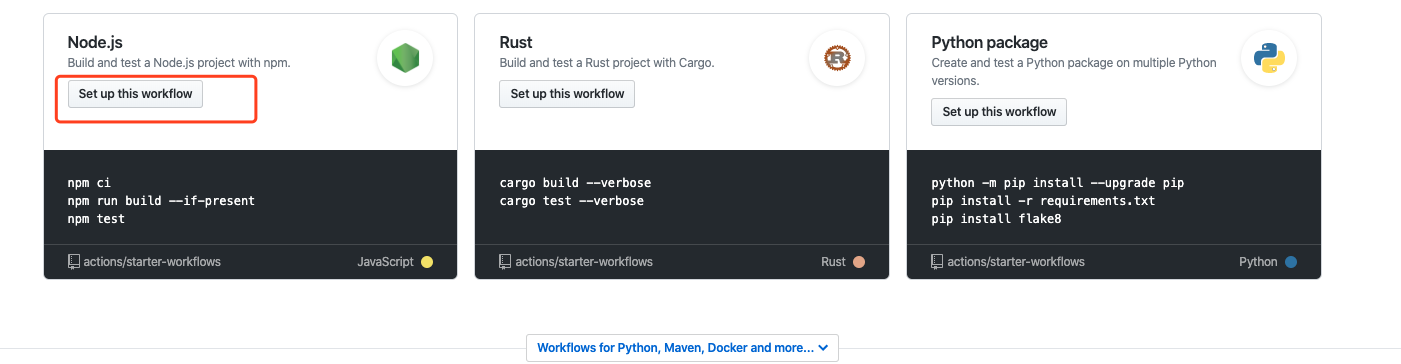 Node.js
Build and test a Node.js project with npm.
Set up this workflow
npm ci
npm run build --if-present
npm test
actions/starter-workflows
JavaScript
Rust
Build and test a Rust project with Cargo.
Set up this workflow
cargo build --verbose
cargo test --verbose
actions/starter-workflows
Rust
Python package
Create and test a Python package on multiple Python
versions.
Set up this workflow
python -m pip install --upgrade pip
pip install -r requirements.txt
pip install flake8
actions/starter-workflows
Python
Workflows for Python, Maven, Docker and more...